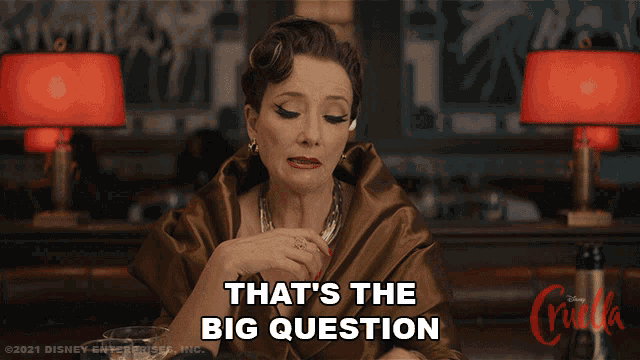 THAT'S THE
BIG QUESTION
Disney
Cruella
©2021 DISNEY ENTERPRISES, INC.